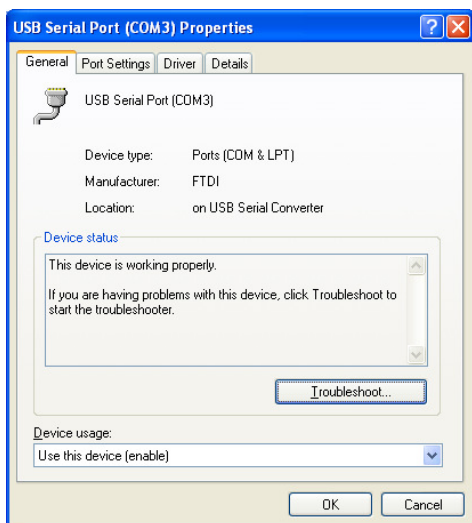 USB Serial Port (COM3) Properties
General Port Settings Driver Details
USB Serial Port (COM3)
Device type: Ports (COM & LPT)
Manufacturer: FTDI
Location: on USB Serial Converter
Device status
This device is working properly.
If you are having problems with this device, click Troubleshoot to
start the troubleshooter.
Troubleshoot...
Device usage:
Use this device (enable)
OK Cancel